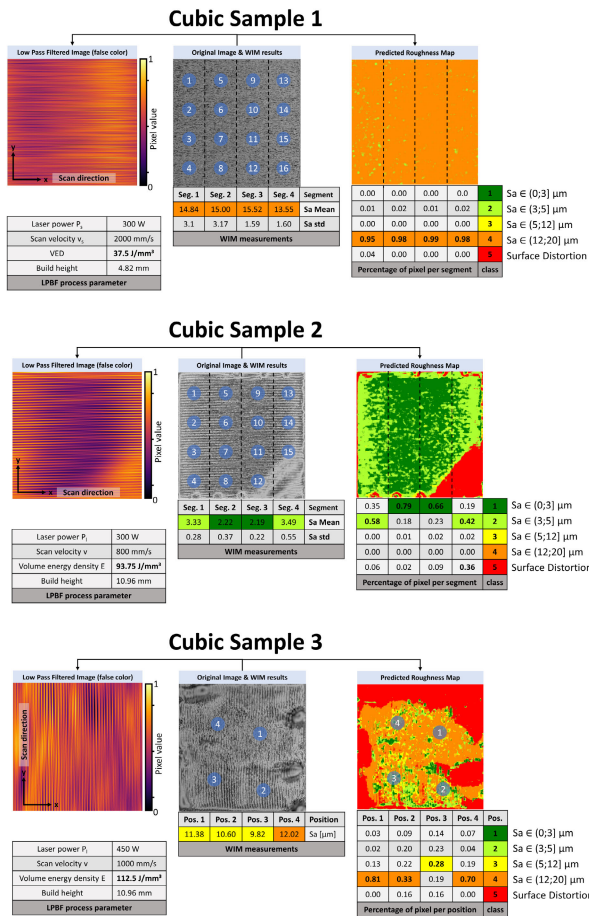 Cubic Sample 1
Low Pass Filtered Image (false color)
Original Image & WIM results
Predicted Roughness Map
1
Pixel value
0
y
x
Scan direction
1 5 9 13
2 6 10 14
3 7 11 15
4 8 12 16
Seg. 1 Seg. 2 Seg. 3 Seg. 4 Segment
14.84 15.00 15.52 13.55 Sa Mean
3.1 3.17 1.59 1.60 Sa std
WIM measurements
0.00 0.00 0.00 0.0 1 Sa ∈ (0;3] µm
0.01 0.02 0.01 0.02 2 Sa ∈ (3;5] µm
0.00 0.00 0.00 0.00 3 Sa ∈ (5;12] µm
0.95 0.98 0.99 0.98 4 Sa ∈ (12;20] µm
0.04 0.00 0.00 0.00 5 Surface Distortion
Percentage of pixel per segment class
Laser power Ps 300 W
Scan velocity vs 2000 mm/s
VED 37.5 J/mm³
Build height 4.82 mm
LPBF process parameter
Cubic Sample 2
Low Pass Filtered Image (false color)
Original Image & WIM results
Predicted Roughness Map
1
Pixel value
0
y
x
Scan direction
1 5 9 13
2 6 10 14
3 7 11 15
4 8 12
Seg. 1 Seg. 2 Seg. 3 Seg. 4 Segment
3.33 2.22 2.19 3.49 Sa Mean
0.28 0.37 0.22 0.55 Sa std
WIM measurements
0.35 0.79 0.66 0.19 1 Sa ∈ (0;3] µm
0.58 0.18 0.23 0.42 2 Sa ∈ (3;5] µm
0.00 0.01 0.02 0.02 3 Sa ∈ (5;12] µm
0.00 0.00 0.00 0.00 4 Sa ∈ (12;20] µm
0.06 0.02 0.09 0.36 5 Surface Distortion
Percentage of pixel per segment class
Laser power Pl 300 W
Scan velocity v 800 mm/s
Volume energy density E 93.75 J/mm³
Build height 10.96 mm
LPBF process parameter
Cubic Sample 3
Low Pass Filtered Image (false color)
Original Image & WIM results
Predicted Roughness Map
1
Pixel value
0
Scan direction
x
4 1
3 2
4 1
3 2
Pos. 1 Pos. 2 Pos. 3 Pos. 4 Position
11.38 10.60 9.82 12.02 Sa [µm]
WIM measurements
Pos. 1 Pos. 2 Pos. 3 Pos. 4 Pos.
0.03 0.09 0.14 0.07 1 Sa ∈ (0;3] µm
0.02 0.20 0.23 0.04 2 Sa ∈ (3;5] µm
0.13 0.22 0.28 0.19 3 Sa ∈ (5;12] µm
0.81 0.33 0.19 0.70 4 Sa ∈ (12;20] µm
0.00 0.16 0.16 0.00 5 Surface Distortion
Percentage of pixel per position class
Laser power Pl 450 W
Scan velocity v 1000 mm/s
Volume energy density E 112.5 J/mm³
Build height 10.96 mm
LPBF process parameter